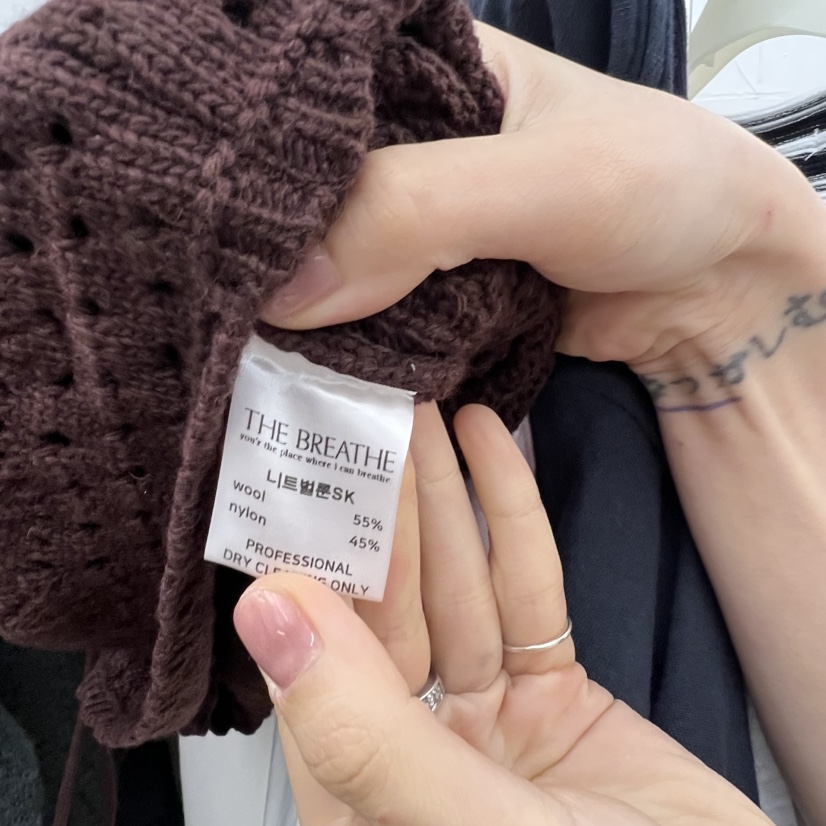 THE BREATHE
you'r the place where i can breathe
니트벌룬SK
wool 55%
nylon 45%
PROFESSIONAL
DRY ONLY